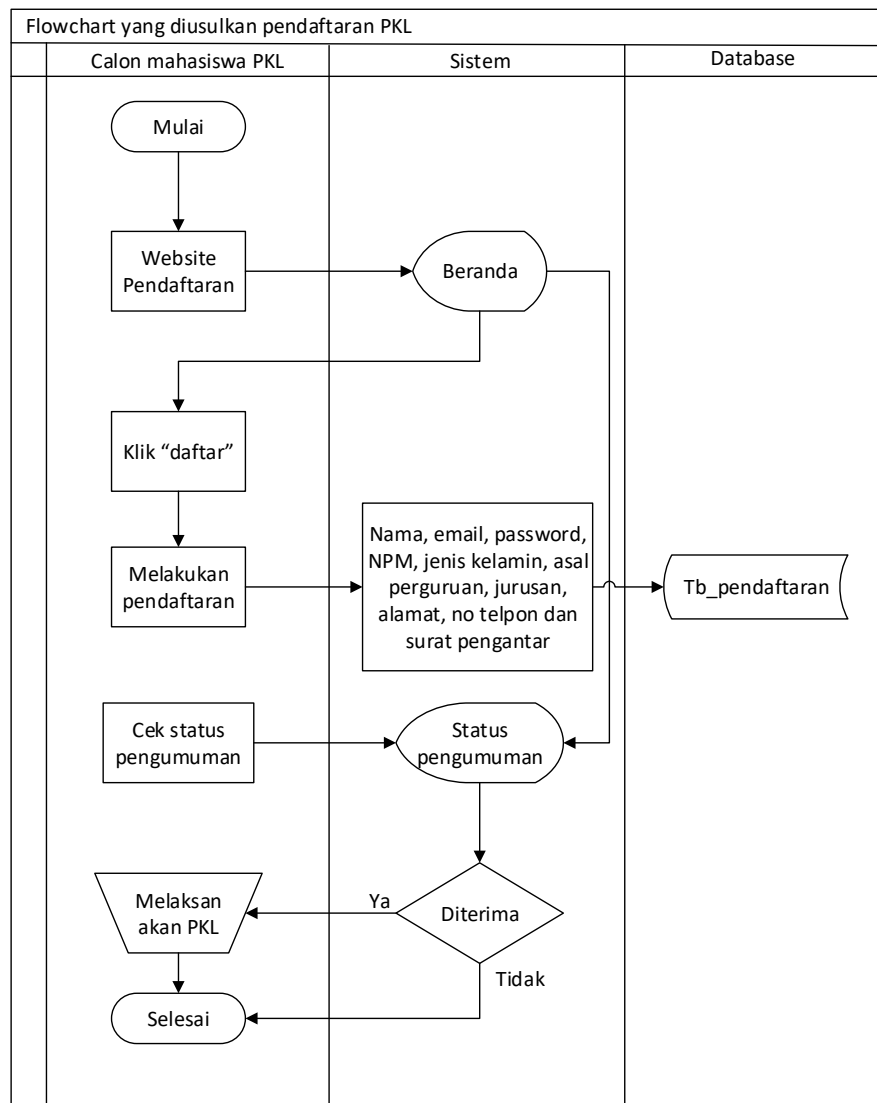 Flowchart yang diusulkan pendaftaran PKL
Calon mahasiswa PKL
Sistem
Database
Mulai
Website
Pendaftaran
Beranda
Klik “daftar”
Melakukan
pendaftaran
Nama, email, password,
NPM, jenis kelamin, asal
perguruan, jurusan,
alamat, no telpon dan
surat pengantar
Tb_pendaftaran
Cek status
pengumuman
Status
pengumuman
Diterima
Ya
Melaksan
akan PKL
Tidak
Selesai